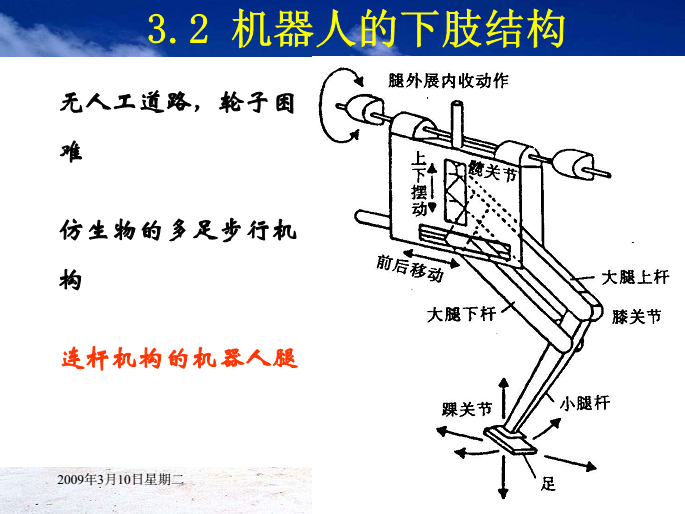 3.2 机器人的下肢结构
无人工道路，轮子困
难
仿生物的多足步行机
构
连杆机构的机器人腿
2009年3月10日星期二
腿外展内收动作
上下摆动
髋关节
前后移动
大腿上杆
大腿下杆
膝关节
踝关节
小腿杆
足